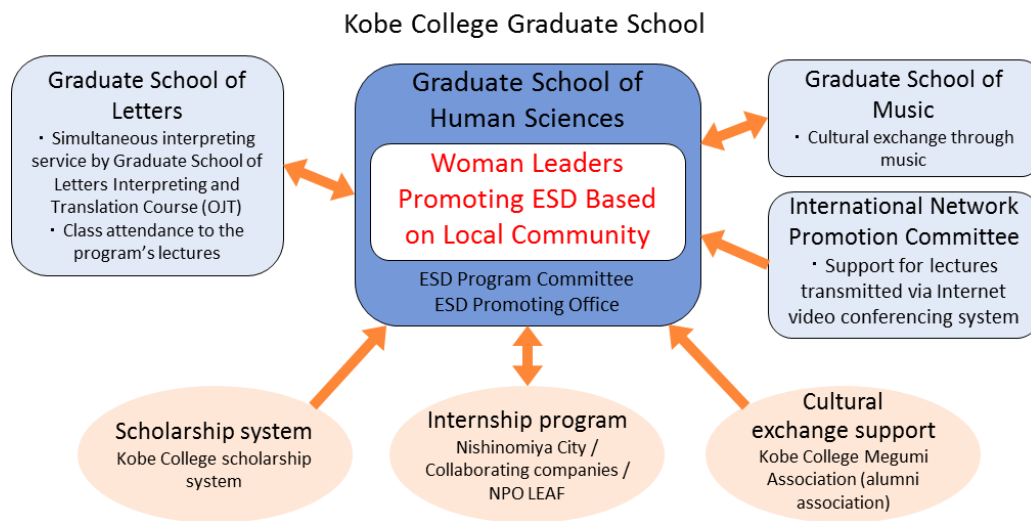 Kobe College Graduate School
Graduate School of
Letters
・Simultaneous interpreting
service by Graduate School of
Letters Interpreting and
Translation Course (OJT)
・Class attendance to the
program's lectures
Graduate School of
Human Sciences
Woman Leaders
Promoting ESD Based
on Local Community
ESD Program Committee
ESD Promoting Office
Graduate School of
Music
・Cultural exchange through
music
International Network
Promotion Committee
・Support for lectures
transmitted via Internet
video conferencing system
Scholarship system
Kobe College scholarship
system
Internship program
Nishinomiya City /
Collaborating companies /
NPO LEAF
Cultural
exchange support
Kobe College Megumi
Association (alumni
association)